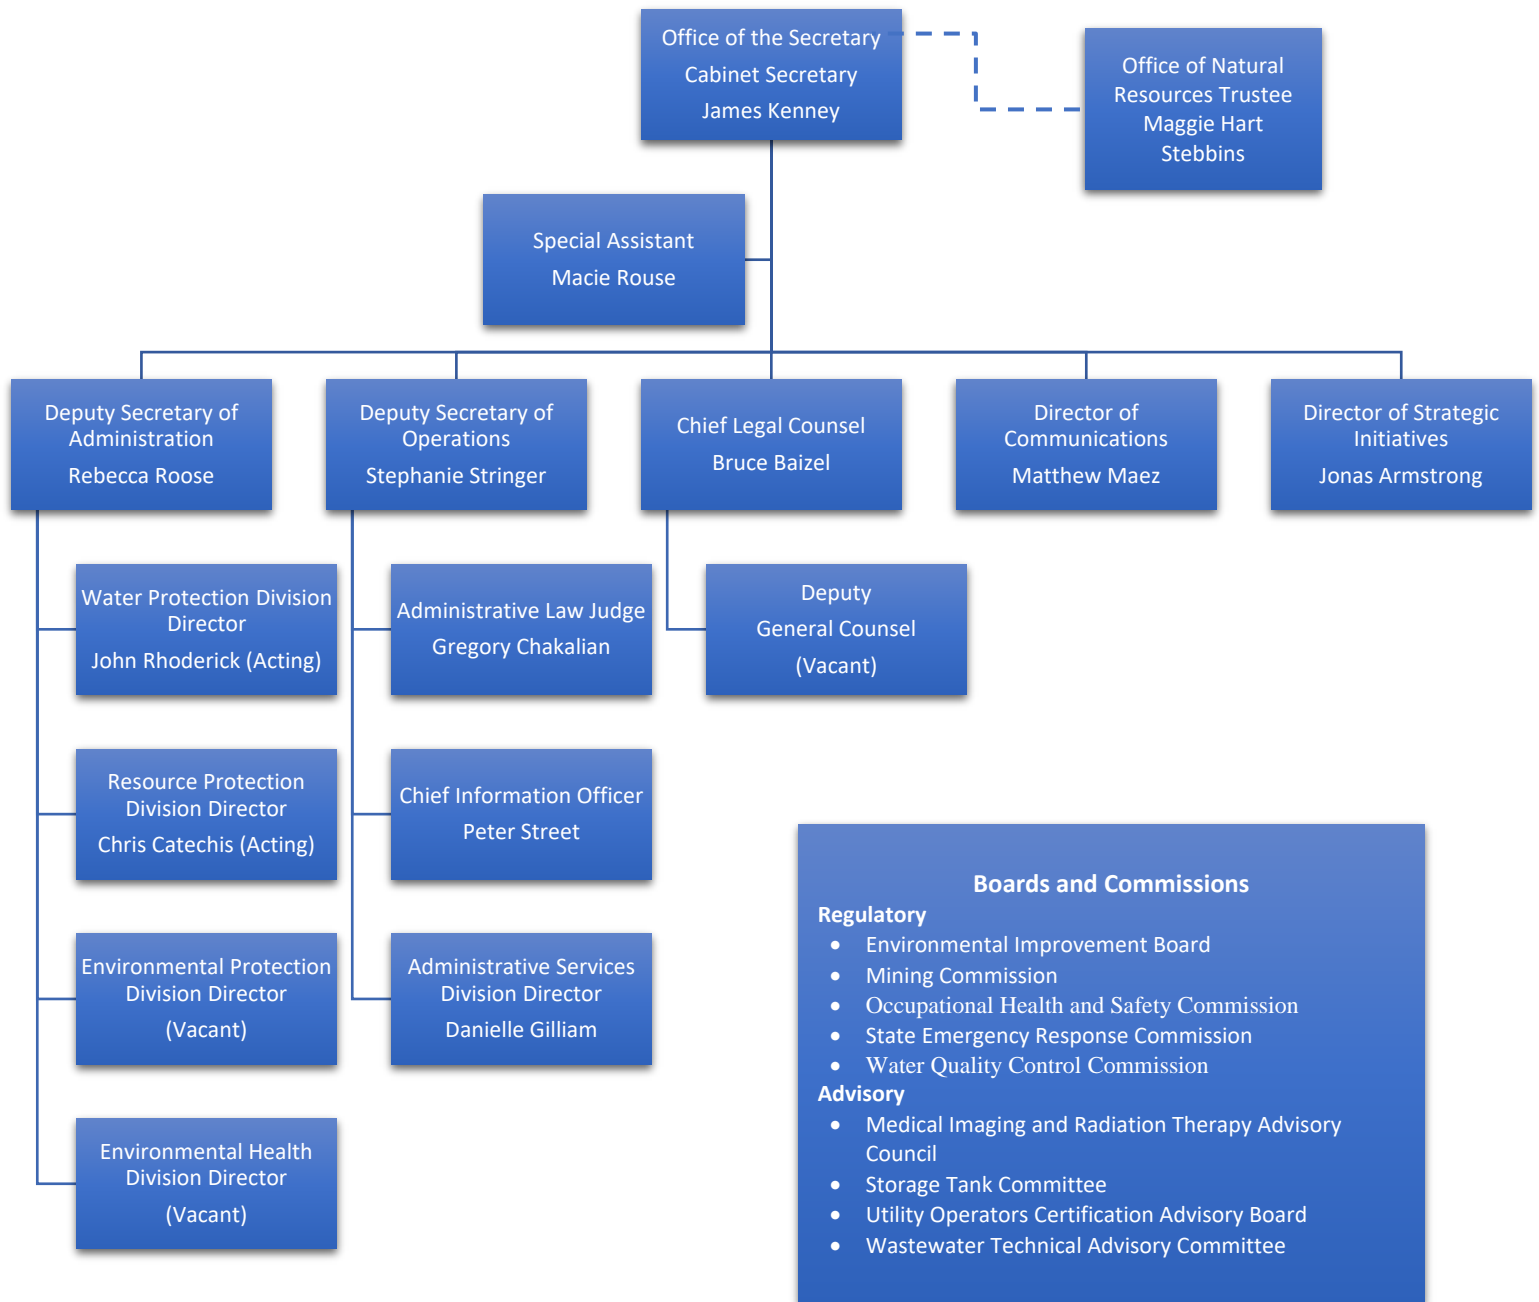 Office of the Secretary
Cabinet Secretary
James Kenney
Office of Natural
Resources Trustee
Maggie Hart
Stebbins
Special Assistant
Macie Rouse
Deputy Secretary of
Administration
Rebecca Roose
Deputy Secretary of
Operations
Stephanie Stringer
Chief Legal Counsel
Bruce Baizel
Director of
Communications
Matthew Maez
Director of Strategic
Initiatives
Jonas Armstrong
Water Protection Division
Director
John Rhoderick (Acting)
Administrative Law Judge
Gregory Chakalian
Deputy
General Counsel
(Vacant)
Resource Protection
Division Director
Chris Catechis (Acting)
Chief Information Officer
Peter Street
Environmental Protection
Division Director
(Vacant)
Administrative Services
Division Director
Danielle Gilliam
Environmental Health
Division Director
(Vacant)
Boards and Commissions
Regulatory
• Environmental Improvement Board
• Mining Commission
• Occupational Health and Safety Commission
• State Emergency Response Commission
• Water Quality Control Commission
Advisory
• Medical Imaging and Radiation Therapy Advisory
Council
• Storage Tank Committee
• Utility Operators Certification Advisory Board
• Wastewater Technical Advisory Committee